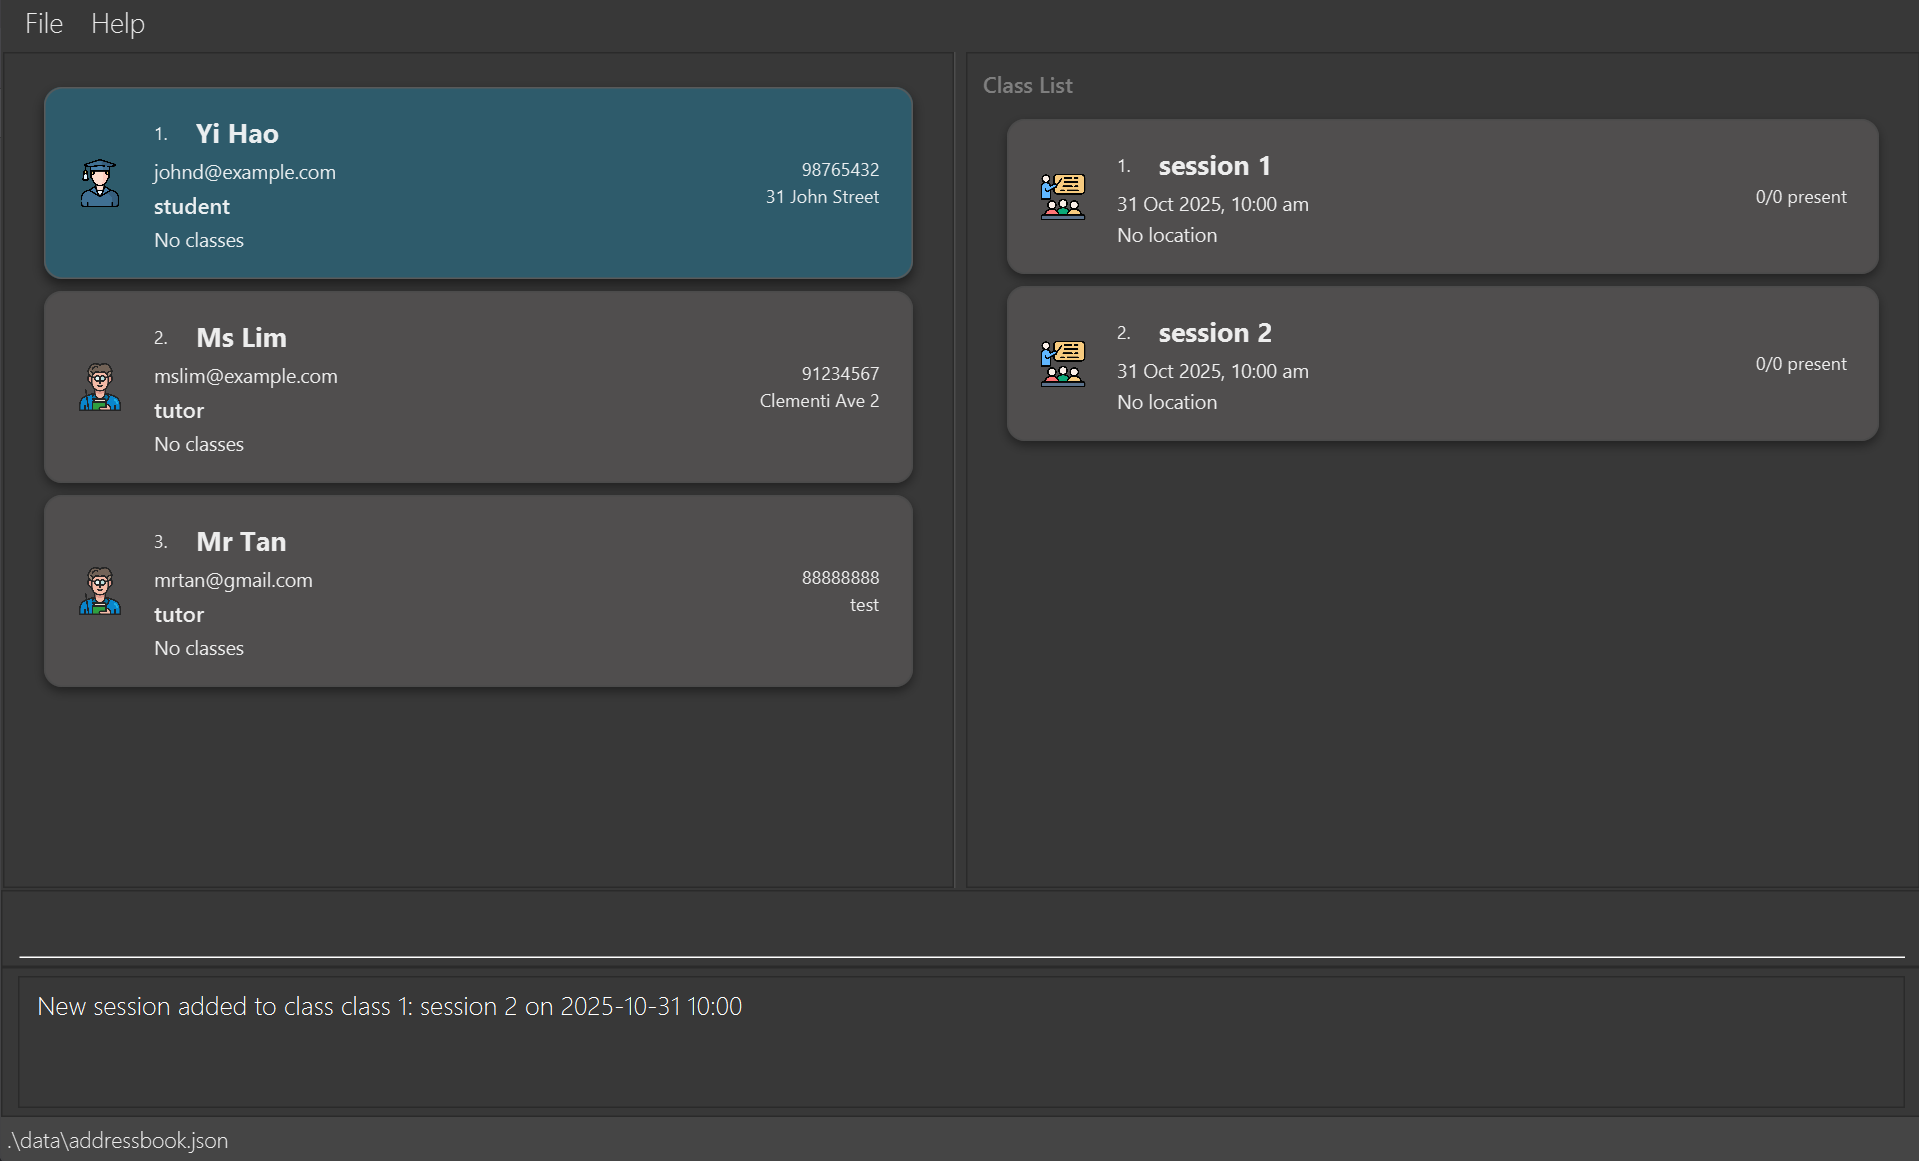 File Help
1. Yi Hao
johnd@example.com
student
No classes
98765432
31 John Street
2. Ms Lim
mslim@example.com
tutor
No classes
91234567
Clementi Ave 2
3. Mr Tan
mrtan@gmail.com
tutor
No classes
88888888
test
Class List
1. session 1
31 Oct 2025, 10:00 am
No location
0/0 present
2. session 2
31 Oct 2025, 10:00 am
No location
0/0 present
New session added to class class 1: session 2 on 2025-10-31 10:00
.\data\addressbook.json